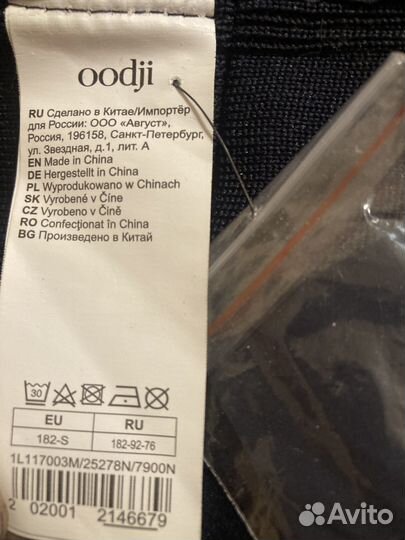 oodji
RU Сделано в Китае/Импортёр
для России: ООО «Август»,
Россия, 196158, Санкт-Петербург,
ул. Звездная, д.1, лит. А
EN Made in China
DE Hergestellt in China
PL Wyprodukowano w Chinach
SK Vyrobené v Číne
CZ Vyrobeno v Číně
RO Confecţionat în China
BG Произведено в Китай
30
EU RU
182-S 182-92-76
1L117003M/25278N/7900N
2 02001 2146679
Avito